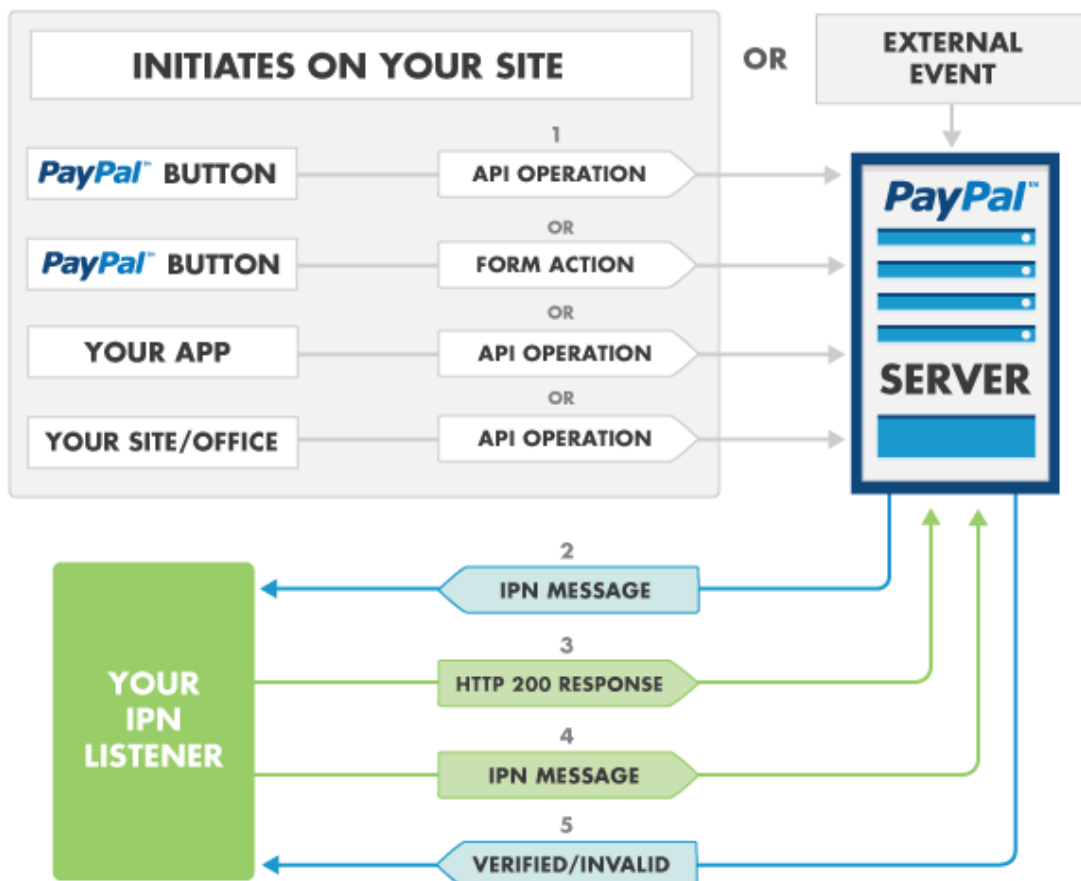 INITIATES ON YOUR SITE
OR
EXTERNAL
EVENT
1
PayPal™ BUTTON
API OPERATION
OR
PayPal™ BUTTON
FORM ACTION
OR
YOUR APP
API OPERATION
OR
YOUR SITE/OFFICE
API OPERATION
PayPal™
SERVER
2
IPN MESSAGE
3
HTTP 200 RESPONSE
4
IPN MESSAGE
5
VERIFIED/INVALID
YOUR
IPN
LISTENER